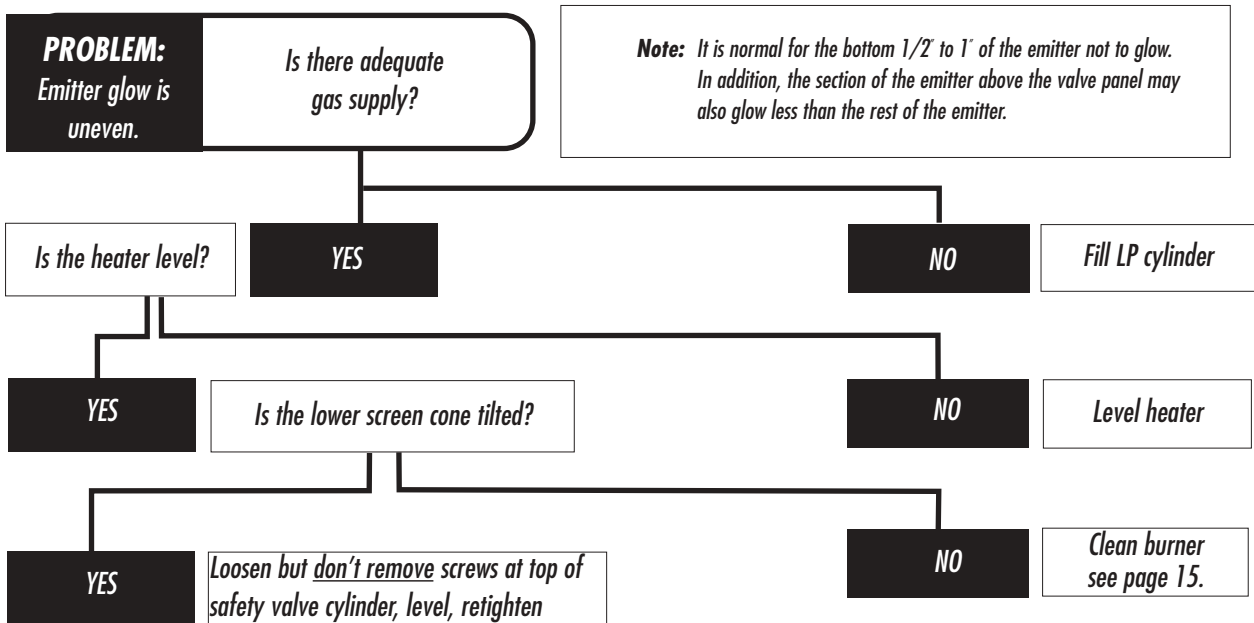 PROBLEM:
Emitter glow is
uneven.
Is there adequate
gas supply?
Note: It is normal for the bottom 1/2″ to 1″ of the emitter not to glow.
In addition, the section of the emitter above the valve panel may
also glow less than the rest of the emitter.
Is the heater level?
YES
NO
Fill LP cylinder
YES
Is the lower screen cone tilted?
NO
Level heater
YES
Loosen but don't remove screws at top of
safety valve cylinder, level, retighten
NO
Clean burner
see page 15.